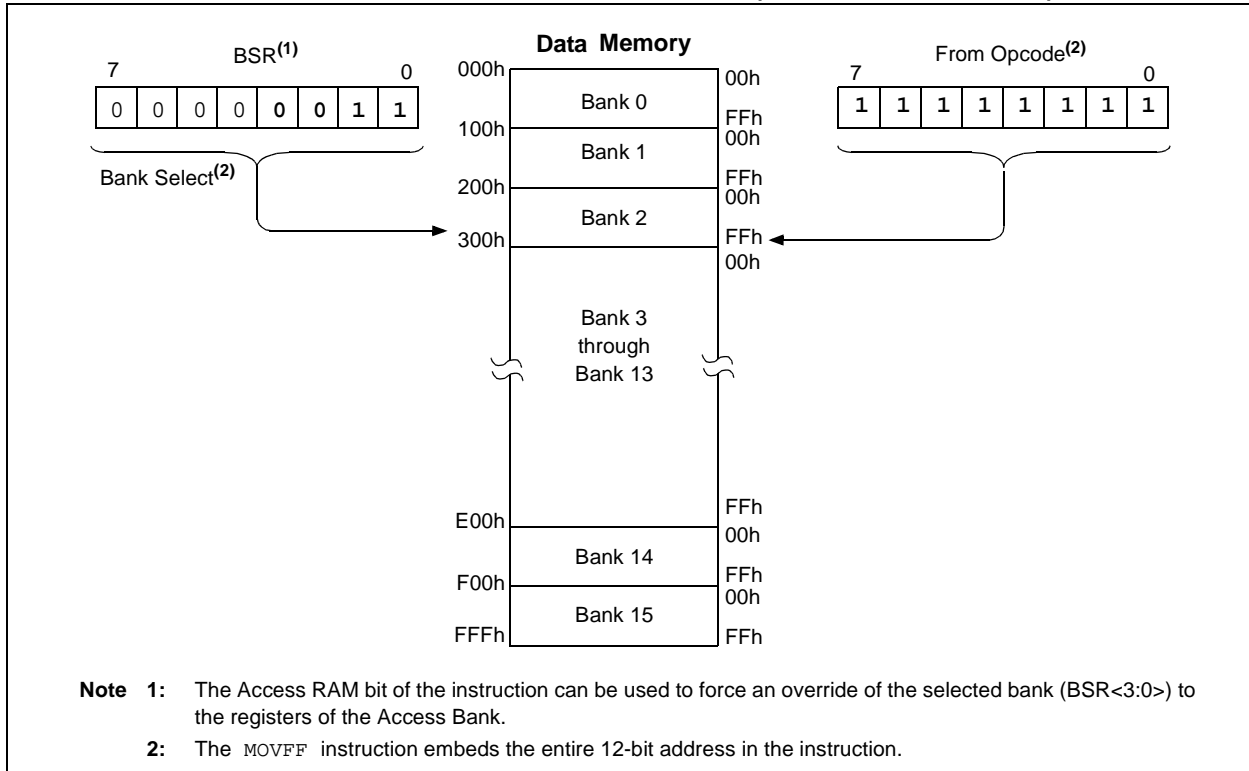 Data Memory
BSR(1)
7 0
0 0 0 0 0 0 1 1
Bank Select(2)
From Opcode(2)
7 0
1 1 1 1 1 1 1 1
000h
Bank 0
00h
FFh
100h
Bank 1
00h
FFh
200h
Bank 2
00h
FFh
300h
00h
Bank 3
through
Bank 13
FFh
E00h
Bank 14
00h
FFh
F00h
Bank 15
00h
FFFh
FFh
Note 1: The Access RAM bit of the instruction can be used to force an override of the selected bank (BSR<3:0>) to
the registers of the Access Bank.
2: The MOVFF instruction embeds the entire 12-bit address in the instruction.